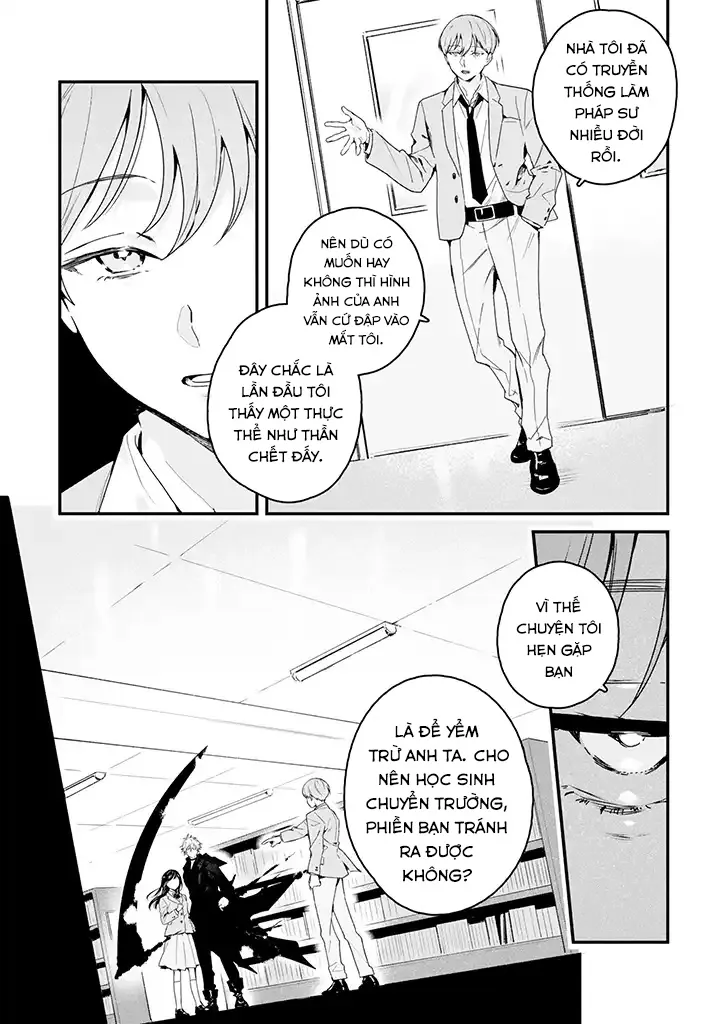 NHÀ TÔI ĐÃ
CÓ TRUYỀN
THỐNG LÀM
PHÁP SƯ
NHIỀU ĐỜI
RỒI.
NÊN DÙ CÓ
MUỐN HAY
KHÔNG THÌ HÌNH
ẢNH CỦA ANH
VẪN CỨ ĐẬP VÀO
MẮT TÔI.
ĐÂY CHẮC LÀ
LẦN ĐẦU TÔI
THẤY MỘT THỰC
THỂ NHƯ THẦN
CHẾT ĐẤY.
VÌ THẾ
CHUYỆN TÔI
HẸN GẶP
BẠN
LÀ ĐỂ YỂM
TRỪ ANH TA. CHO
NÊN HỌC SINH
CHUYỂN TRƯỜNG,
PHIỀN BẠN TRÁNH
RA ĐƯỢC
KHÔNG?